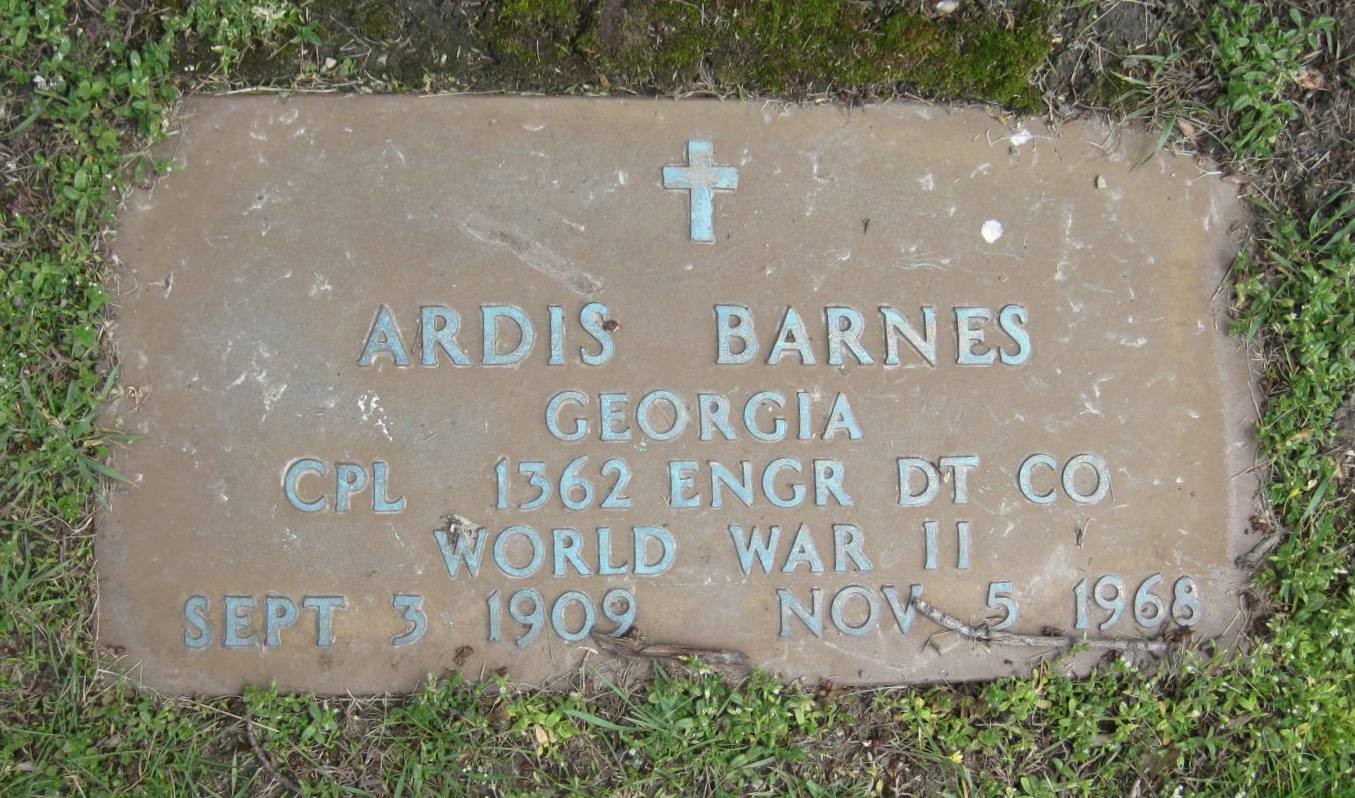 ARDIS BARNES
GEORGIA
CPL 1362 ENGR DT CO
WORLD WAR II
SEPT 3 1909 NOV 5 1968